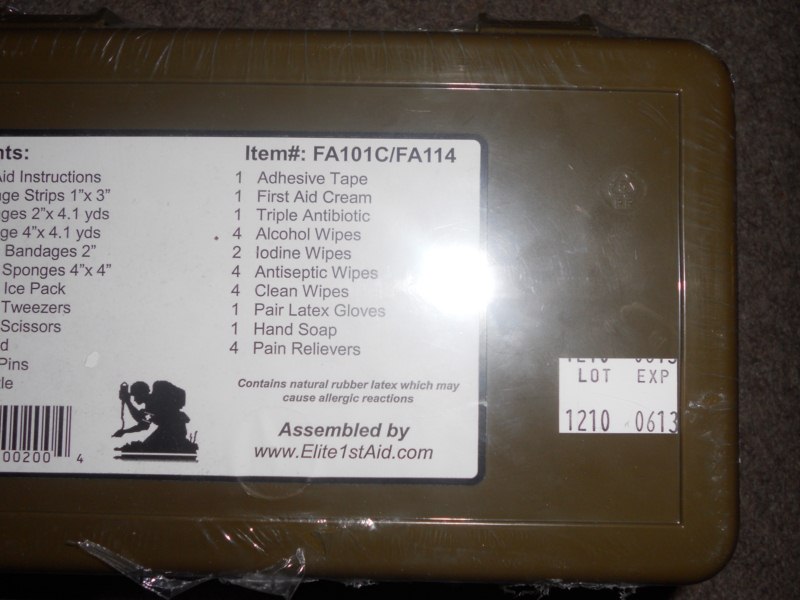 nts:
Aid Instructions
nge Strips 1"x 3"
ges 2"x 4.1 yds
ge 4"x 4.1 yds
Bandages 2"
Sponges 4"x 4"
Ice Pack
Tweezers
Scissors
d
Pins
tle
00200 4
Item#: FA101C/FA114
1 Adhesive Tape
1 First Aid Cream
1 Triple Antibiotic
4 Alcohol Wipes
2 Iodine Wipes
4 Antiseptic Wipes
4 Clean Wipes
1 Pair Latex Gloves
1 Hand Soap
4 Pain Relievers
Contains natural rubber latex which may
cause allergic reactions
Assembled by
www.Elite1stAid.com
1210 0613
LOT EXP
1210 0613